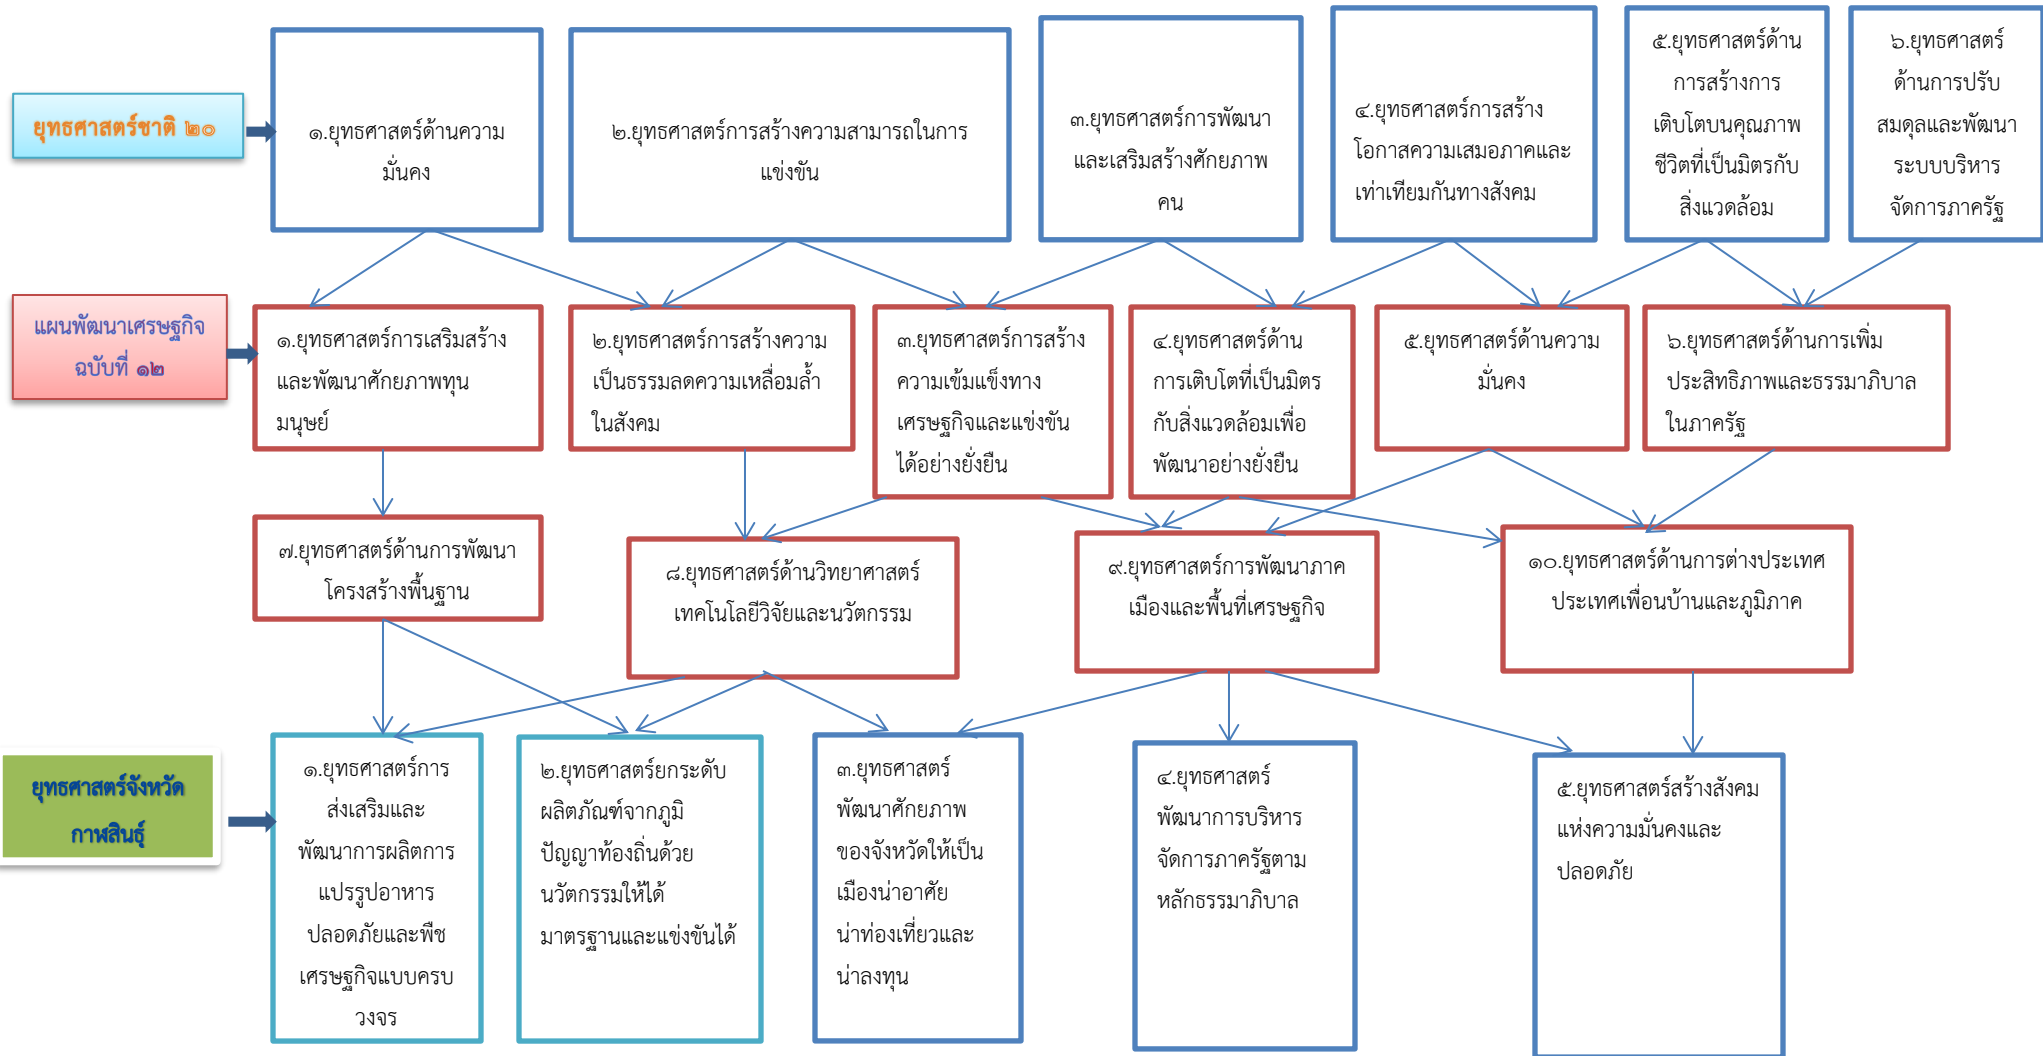 ยุทธศาสตร์ชาติ ๒๐
๑.ยุทธศาสตร์ด้านความ
มั่นคง
๒.ยุทธศาสตร์การสร้างความสามารถในการ
แข่งขัน
๓.ยุทธศาสตร์การพัฒนา
และเสริมสร้างศักยภาพ
คน
๔.ยุทธศาสตร์การสร้าง
โอกาสความเสมอภาคและ
เท่าเทียมกันทางสังคม
๕.ยุทธศาสตร์ด้าน
การสร้างการ
เติบโตบนคุณภาพ
ชีวิตที่เป็นมิตรกับ
สิ่งแวดล้อม
๖.ยุทธศาสตร์
ด้านการปรับ
สมดุลและพัฒนา
ระบบบริหาร
จัดการภาครัฐ
แผนพัฒนาเศรษฐกิจ
ฉบับที่ ๑๒
๑.ยุทธศาสตร์การเสริมสร้าง
และพัฒนาศักยภาพทุน
มนุษย์
๒.ยุทธศาสตร์การสร้างความ
เป็นธรรมลดความเหลื่อมล้ำ
ในสังคม
๓.ยุทธศาสตร์การสร้าง
ความเข้มแข็งทาง
เศรษฐกิจและแข่งขัน
ได้อย่างยั่งยืน
๔.ยุทธศาสตร์ด้าน
การเติบโตที่เป็นมิตร
กับสิ่งแวดล้อมเพื่อ
พัฒนาอย่างยั่งยืน
๕.ยุทธศาสตร์ด้านความ
มั่นคง
๖.ยุทธศาสตร์ด้านการเพิ่ม
ประสิทธิภาพและธรรมาภิบาล
ในภาครัฐ
๗.ยุทธศาสตร์ด้านการพัฒนา
โครงสร้างพื้นฐาน
๘.ยุทธศาสตร์ด้านวิทยาศาสตร์
เทคโนโลยีวิจัยและนวัตกรรม
๙.ยุทธศาสตร์การพัฒนาภาค
เมืองและพื้นที่เศรษฐกิจ
๑๐.ยุทธศาสตร์ด้านการต่างประเทศ
ประเทศเพื่อนบ้านและภูมิภาค
ยุทธศาสตร์จังหวัด
กาฬสินธุ์
๑.ยุทธศาสตร์การ
ส่งเสริมและ
พัฒนาการผลิตการ
แปรรูปอาหาร
ปลอดภัยและพืช
เศรษฐกิจแบบครบ
วงจร
๒.ยุทธศาสตร์ยกระดับ
ผลิตภัณฑ์จากภูมิ
ปัญญาท้องถิ่นด้วย
นวัตกรรมให้ได้
มาตรฐานและแข่งขันได้
๓.ยุทธศาสตร์
พัฒนาศักยภาพ
ของจังหวัดให้เป็น
เมืองน่าอาศัย
น่าท่องเที่ยวและ
น่าลงทุน
๔.ยุทธศาสตร์
พัฒนาการบริหาร
จัดการภาครัฐตาม
หลักธรรมาภิบาล
๕.ยุทธศาสตร์สร้างสังคม
แห่งความมั่นคงและ
ปลอดภัย